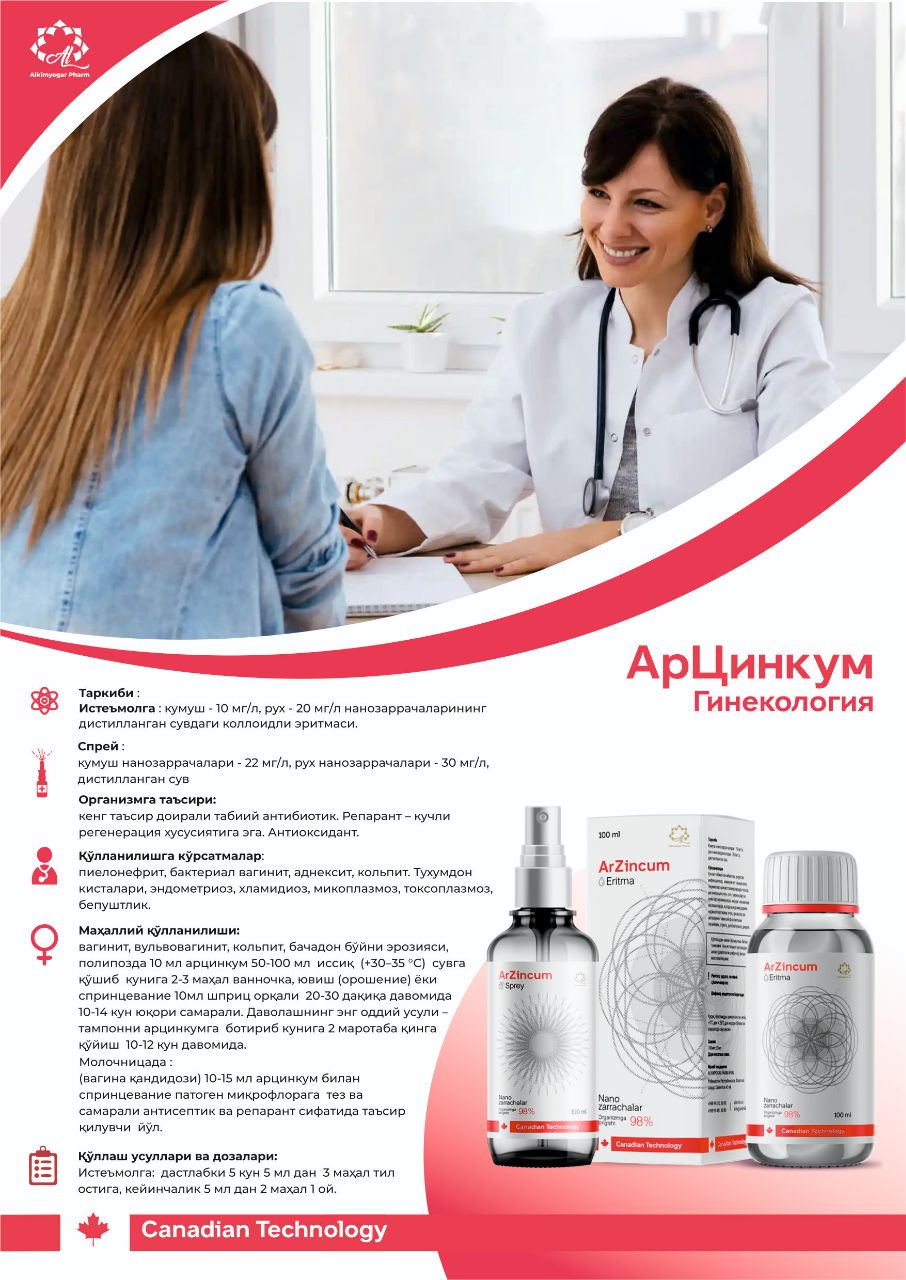 Alkimyogar Pharm
АрЦинкум
Гинекология
Таркиби :
Истеъмолга : кумуш - 10 мг/л, рух - 20 мг/л нанозаррачаларининг
дистилланган сувдаги коллоидли эритмаси.
Спрей :
кумуш нанозаррачалари - 22 мг/л, рух нанозаррачалари - 30 мг/л,
дистилланган сув
Организмга таъсири:
кенг таъсир доирали табиий антибиотик. Репарант – кучли
регенерация хусусиятига эга. Антиоксидант.
Қўлланилишга кўрсатмалар:
пиелонефрит, бактериал вагинит, аднексит, кольпит. Тухумдон
кисталари, эндометриоз, хламидиоз, микоплазмоз, токсоплазмоз,
бепуштлик.
Маҳаллий қўлланилиши:
вагинит, вульвовагинит, кольпит, бачадон бўйни эрозияси,
полипозда 10 мл арцинкум 50-100 мл иссиқ (+30–35 °C) сувга
қўшиб кунига 2-3 маҳал ванночка, ювиш (орошение) ёки
спринцевание 10мл шприц орқали 20-30 дақиқа давомида
10-14 кун юқори самарали. Даволашнинг энг оддий усули –
тампонни арцинкумга ботириб кунига 2 маротаба қинга
қўйиш 10-12 кун давомида.
Молочницада :
(вагина қандидози) 10-15 мл арцинкум билан
спринцевание патоген микрофлорага тез ва
самарали антисептик ва репарант сифатида таъсир
қилувчи йўл.
Қўллаш усуллари ва дозалари:
Истеъмолга: дастлабки 5 кун 5 мл дан 3 маҳал тил
остига, кейинчалик 5 мл дан 2 маҳал 1 ой.
Canadian Technology
ArZincum
Sprey
Nano
zarrachalar
98%
100 ml
Canadian Technology
100 ml
ArZincum
Eritma
Nano
zarrachalar
98%
Canadian Technology
ArZincum
Eritma
Nano
zarrachalar
98%
100 ml
Canadian Technology